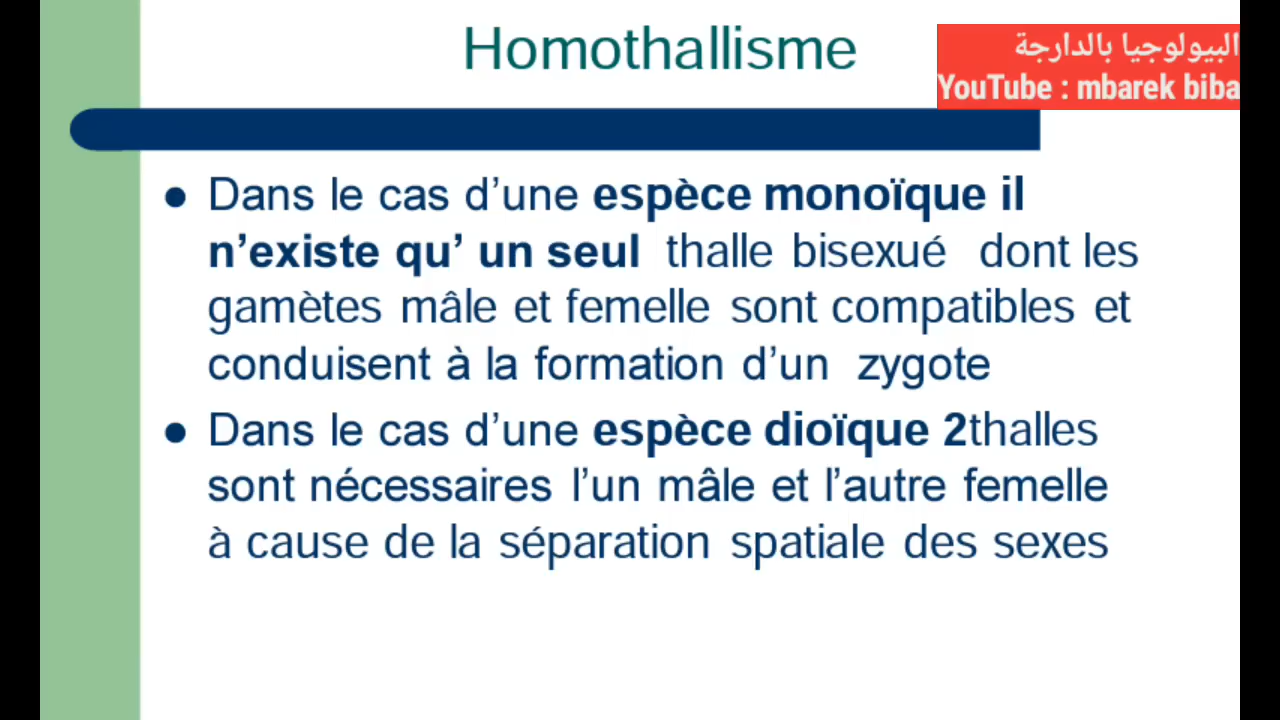 Homothallisme
البيولوجيا بالدارجة
YouTube : mbarek biba
● Dans le cas d’une espèce monoïque il
n’existe qu’ un seul thalle bisexué dont les
gamètes mâle et femelle sont compatibles et
conduisent à la formation d’un zygote
● Dans le cas d’une espèce dioïque 2thalles
sont nécessaires l’un mâle et l’autre femelle
à cause de la séparation spatiale des sexes